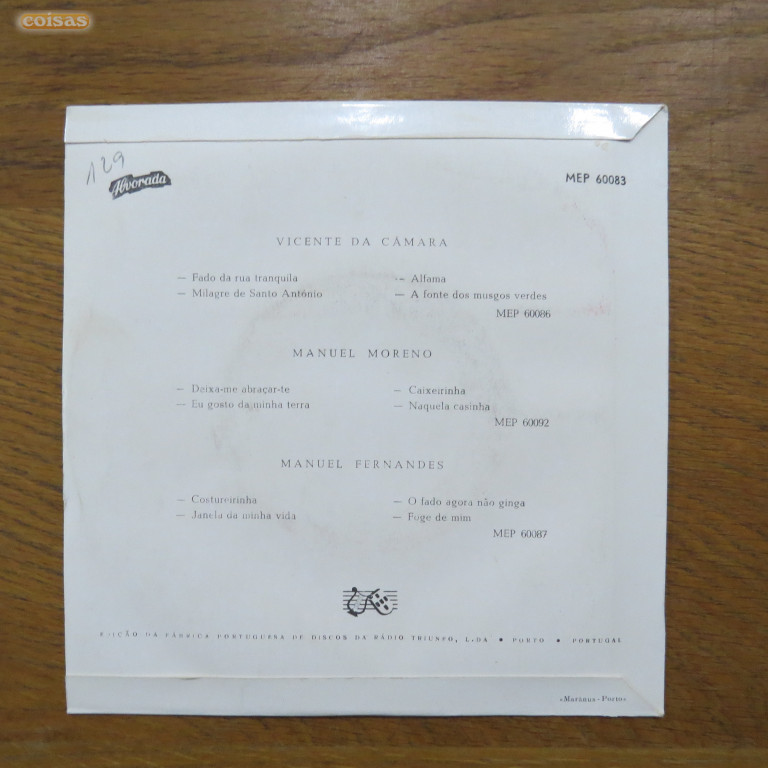 coisas
129
Alvorada
MEP 60083
VICENTE DA CÂMARA
— Fado da rua tranquila — Alfama
— Milagre de Santo António — A fonte dos musgos verdes
MEP 60086
MANUEL MORENO
— Deixa-me abraçar-te — Caixeirinha
— Eu gosto da minha terra — Naquela casinha
MEP 60092
MANUEL FERNANDES
— Costureirinha — O fado agora não ginga
— Janela da minha vida — Foge de mim
MEP 60087
EDIÇÃO DA FÁBRICA PORTUGUESA DE DISCOS DA RÁDIO TRIUNFO, L.DA • PORTO • PORTUGAL
«Marânus-Porto»